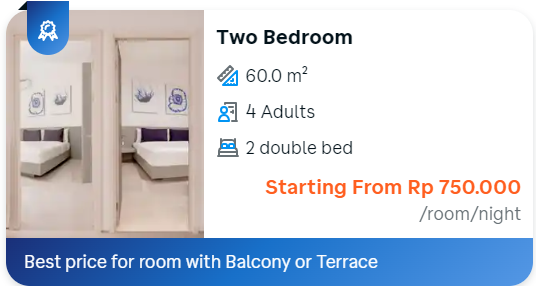 Two Bedroom
60.0 m²
4 Adults
2 double bed
Starting From Rp 750.000
/room/night
Best price for room with Balcony or Terrace